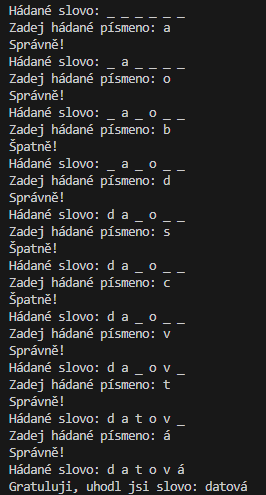 Hádané slovo: _ _ _ _ _ _
Zadej hádané písmeno: a
Správně!
Hádané slovo: _ a _ _ _ _
Zadej hádané písmeno: o
Správně!
Hádané slovo: _ a _ o _ _
Zadej hádané písmeno: b
Špatně!
Hádané slovo: _ a _ o _ _
Zadej hádané písmeno: d
Správně!
Hádané slovo: d a _ o _ _
Zadej hádané písmeno: s
Špatně!
Hádané slovo: d a _ o _ _
Zadej hádané písmeno: c
Špatně!
Hádané slovo: d a _ o _ _
Zadej hádané písmeno: v
Správně!
Hádané slovo: d a _ o v _
Zadej hádané písmeno: t
Správně!
Hádané slovo: d a t o v _
Zadej hádané písmeno: á
Správně!
Hádané slovo: d a t o v á
Gratuluji, uhodl jsi slovo: datová